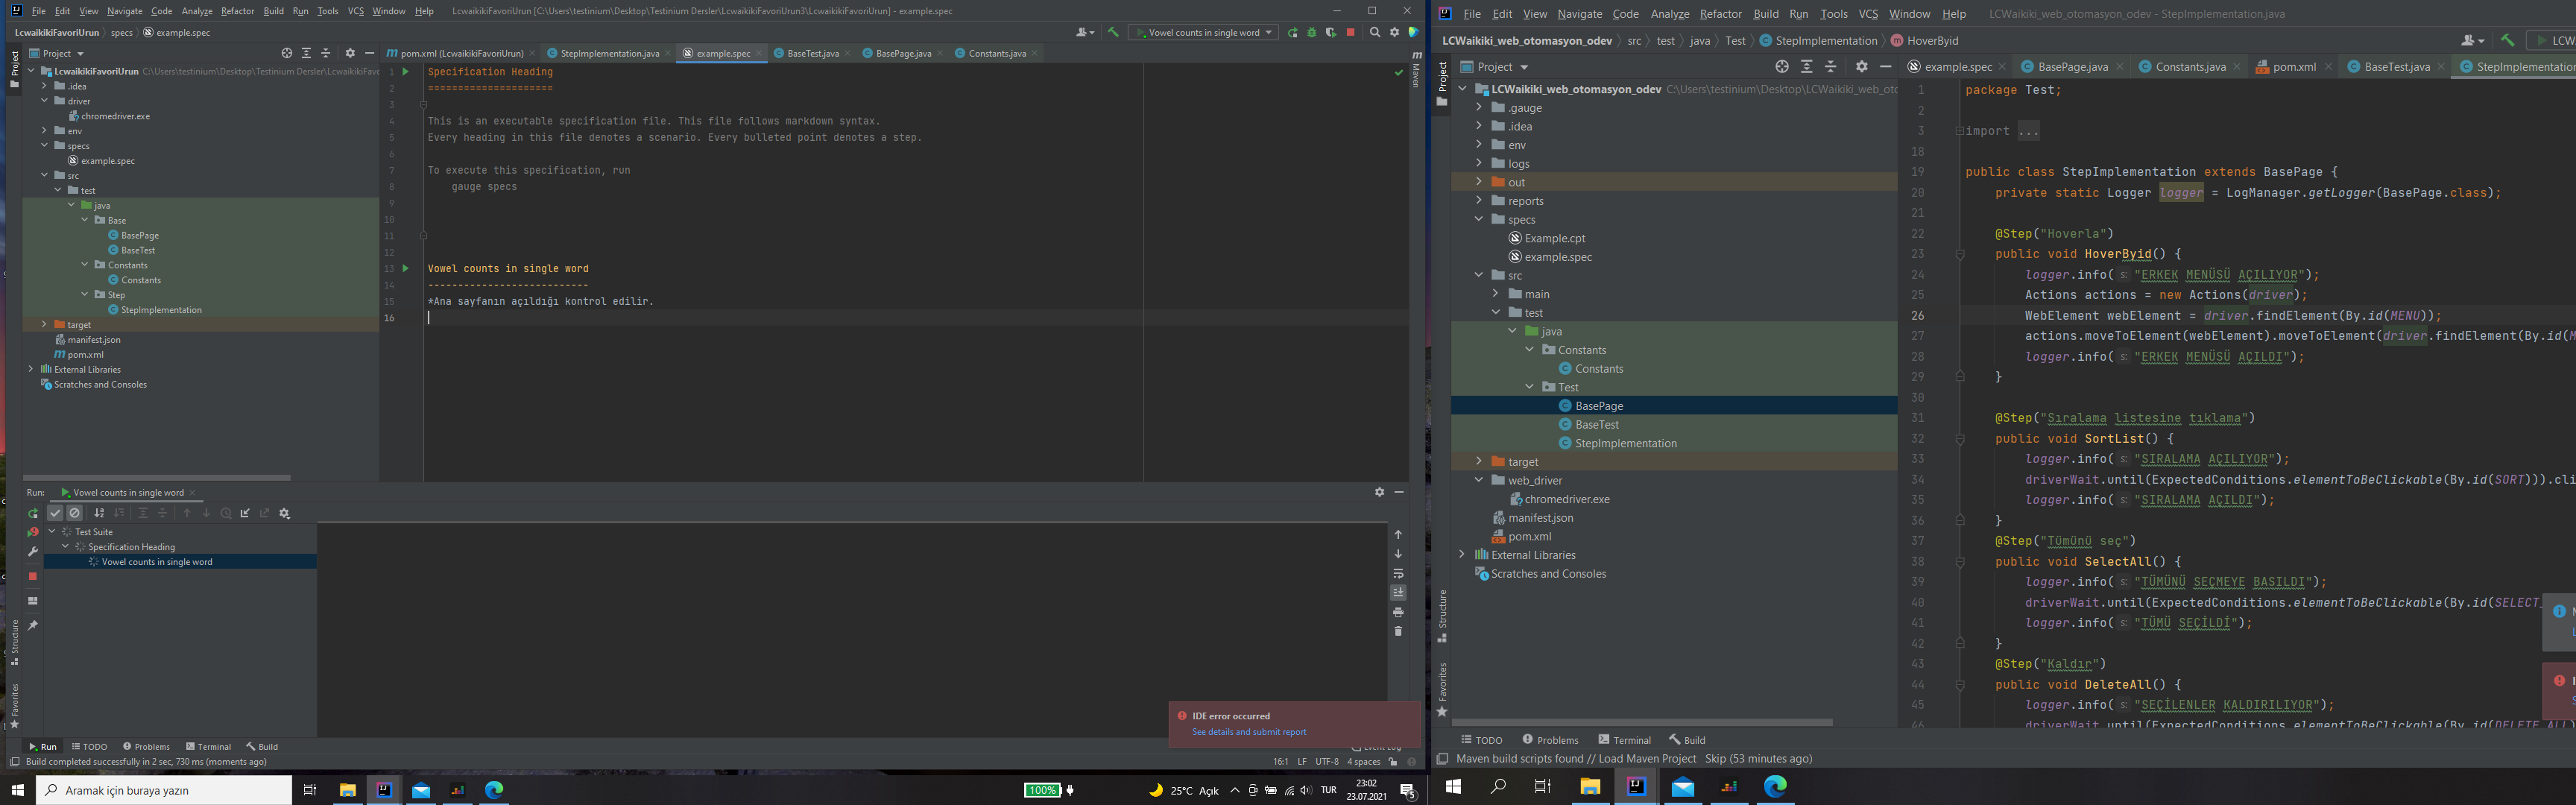 File Edit View Navigate Code Analyze Refactor Build Run Tools VCS Window Help LcwaikikiFavoriUrun [C:\Users\testinium\Desktop\Testinium Dersler\LcwaikikiFavoriUrun3\LcwaikikiFavoriUrun] - example.spec
LcwaikikiFavoriUrun specs example.spec
Vowel counts in single word
Project
pom.xml (LcwaikikiFavoriUrun) StepImplementation.java example.spec BaseTest.java BasePage.java Constants.java
LcwaikikiFavoriUrun C:\Users\testinium\Desktop\Testinium Dersler\LcwaikikiFavo
.idea
driver
chromedriver.exe
env
specs
example.spec
src
test
java
Base
BasePage
BaseTest
Constants
Constants
Step
StepImplementation
target
manifest.json
pom.xml
External Libraries
Scratches and Consoles
Project
Structure
Favorites
Maven
1 Specification Heading
2 =====================
3
4 This is an executable specification file. This file follows markdown syntax.
5 Every heading in this file denotes a scenario. Every bulleted point denotes a step.
6
7 To execute this specification, run
8 gauge specs
9
10
11
12
13 Vowel counts in single word
14 ---------------------------
15 *Ana sayfanın açıldığı kontrol edilir.
16
Run: Vowel counts in single word
Test Suite
Specification Heading
Vowel counts in single word
IDE error occurred
See details and submit report
Run TODO Problems Terminal Build
Event Log
Build completed successfully in 2 sec, 730 ms (moments ago)
16:1 LF UTF-8 4 spaces
Aramak için buraya yazın
100%
25°C Açık
TUR
23:02
23.07.2021
5
File Edit View Navigate Code Analyze Refactor Build Run Tools VCS Window Help LCWaikiki_web_otomasyon_odev - StepImplementation.java
LCWaikiki_web_otomasyon_odev src test java Test StepImplementation HoverByid
LCW
Project
example.spec BasePage.java Constants.java pom.xml BaseTest.java StepImplementation
LCWaikiki_web_otomasyon_odev C:\Users\testinium\Desktop\LCWaikiki_web_oto
.gauge
.idea
env
logs
out
reports
specs
Example.cpt
example.spec
src
main
test
java
Constants
Constants
Test
BasePage
BaseTest
StepImplementation
target
web_driver
chromedriver.exe
manifest.json
pom.xml
External Libraries
Scratches and Consoles
Project
Structure
Favorites
1 package Test;
2
3 import ...
18
19 public class StepImplementation extends BasePage {
20 private static Logger logger = LogManager.getLogger(BasePage.class);
21
22 @Step("Hoverla")
23 public void HoverByid() {
24 logger.info( s: "ERKEK MENÜSÜ AÇILIYOR");
25 Actions actions = new Actions(driver);
26 WebElement webElement = driver.findElement(By.id(MENU));
27 actions.moveToElement(webElement).moveToElement(driver.findElement(By.id(M
28 logger.info( s: "ERKEK MENÜSÜ AÇILDI");
29 }
30
31 @Step("Sıralama listesine tıklama")
32 public void SortList() {
33 logger.info( s: "SIRALAMA AÇILIYOR");
34 driverWait.until(ExpectedConditions.elementToBeClickable(By.id(SORT))).cli
35 logger.info( s: "SIRALAMA AÇILDI");
36 }
37 @Step("Tümünü seç")
38 public void SelectAll() {
39 logger.info( s: "TÜMÜNÜ SEÇMEYE BASILDI");
40 driverWait.until(ExpectedConditions.elementToBeClickable(By.id(SELECT_
41 logger.info( s: "TÜMÜ SEÇİLDİ");
42 }
43 @Step("Kaldır")
44 public void DeleteAll() {
45 logger.info( s: "SEÇİLENLER KALDIRILIYOR");
46 driverWait.until(ExpectedConditions.elementToBeClickable(By.id(DELETE_ALL)
TODO Problems Terminal Build
Maven build scripts found // Load Maven Project Skip (53 minutes ago)